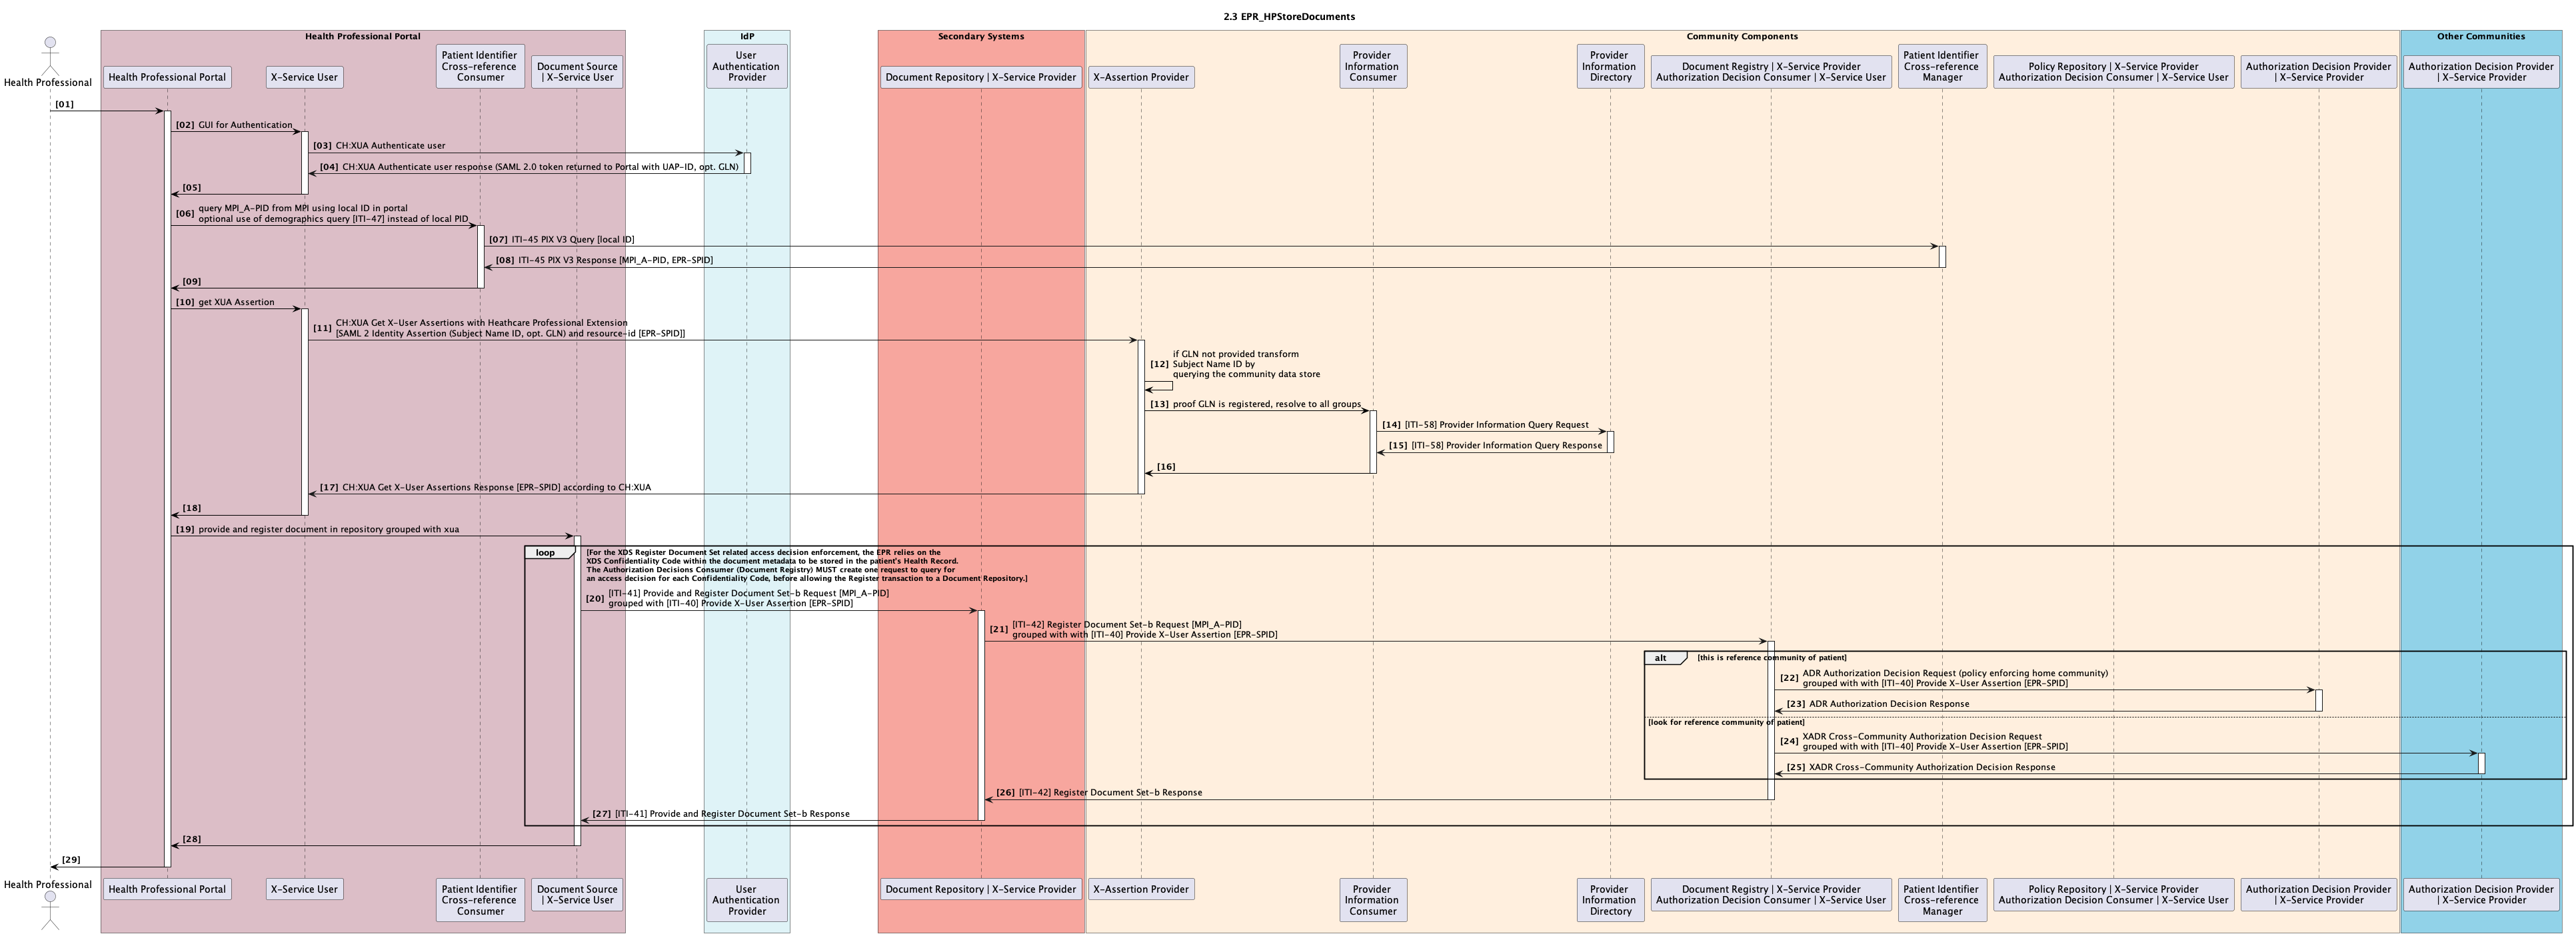 2.3 EPR_HPStoreDocuments
Health Professional Portal
IdP
Secondary Systems
Community Components
Other Communities
Health Professional
Health Professional Portal
X-Service User
Patient Identifier
Cross-reference
Consumer
Document Source
| X-Service User
User
Authentication
Provider
Document Repository | X-Service Provider
X-Assertion Provider
Provider
Information
Consumer
Provider
Information
Directory
Document Registry | X-Service Provider
Authorization Decision Consumer | X-Service User
Patient Identifier
Cross-reference
Manager
Policy Repository | X-Service Provider
Authorization Decision Consumer | X-Service User
Authorization Decision Provider
| X-Service Provider
Authorization Decision Provider
| X-Service Provider
[01]
[02] GUI for Authentication
[03] CH:XUA Authenticate user
[04] CH:XUA Authenticate user response (SAML 2.0 token returned to Portal with UAP-ID, opt. GLN)
[05]
[06] query MPI_A-PID from MPI using local ID in portal
optional use of demographics query [ITI-47] instead of local PID
[07] ITI-45 PIX V3 Query [local ID]
[08] ITI-45 PIX V3 Response [MPI_A-PID, EPR-SPID]
[09]
[10] get XUA Assertion
[11] CH:XUA Get X-User Assertions with Heathcare Professional Extension
[SAML 2 Identity Assertion (Subject Name ID, opt. GLN) and resource-id [EPR-SPID]]
if GLN not provided transform
[12] Subject Name ID by
querying the community data store
[13] proof GLN is registered, resolve to all groups
[14] [ITI-58] Provider Information Query Request
[15] [ITI-58] Provider Information Query Response
[16]
[17] CH:XUA Get X-User Assertions Response [EPR-SPID] according to CH:XUA
[18]
[19] provide and register document in repository grouped with xua
loop
[For the XDS Register Document Set related access decision enforcement, the EPR relies on the
XDS Confidentiality Code within the document metadata to be stored in the patient's Health Record.
The Authorization Decisions Consumer (Document Registry) MUST create one request to query for
an access decision for each Confidentiality Code, before allowing the Register transaction to a Document Repository.]
[20] [ITI-41] Provide and Register Document Set-b Request [MPI_A-PID]
grouped with [ITI-40] Provide X-User Assertion [EPR-SPID]
[21] [ITI-42] Register Document Set-b Request [MPI_A-PID]
grouped with with [ITI-40] Provide X-User Assertion [EPR-SPID]
alt
[this is reference community of patient]
[22] ADR Authorization Decision Request (policy enforcing home community)
grouped with with [ITI-40] Provide X-User Assertion [EPR-SPID]
[23] ADR Authorization Decision Response
[look for reference community of patient]
[24] XADR Cross-Community Authorization Decision Request
grouped with with [ITI-40] Provide X-User Assertion [EPR-SPID]
[25] XADR Cross-Community Authorization Decision Response
[26] [ITI-42] Register Document Set-b Response
[27] [ITI-41] Provide and Register Document Set-b Response
[28]
[29]
Health Professional
Health Professional Portal
X-Service User
Patient Identifier
Cross-reference
Consumer
Document Source
| X-Service User
User
Authentication
Provider
Document Repository | X-Service Provider
X-Assertion Provider
Provider
Information
Consumer
Provider
Information
Directory
Document Registry | X-Service Provider
Authorization Decision Consumer | X-Service User
Patient Identifier
Cross-reference
Manager
Policy Repository | X-Service Provider
Authorization Decision Consumer | X-Service User
Authorization Decision Provider
| X-Service Provider
Authorization Decision Provider
| X-Service Provider